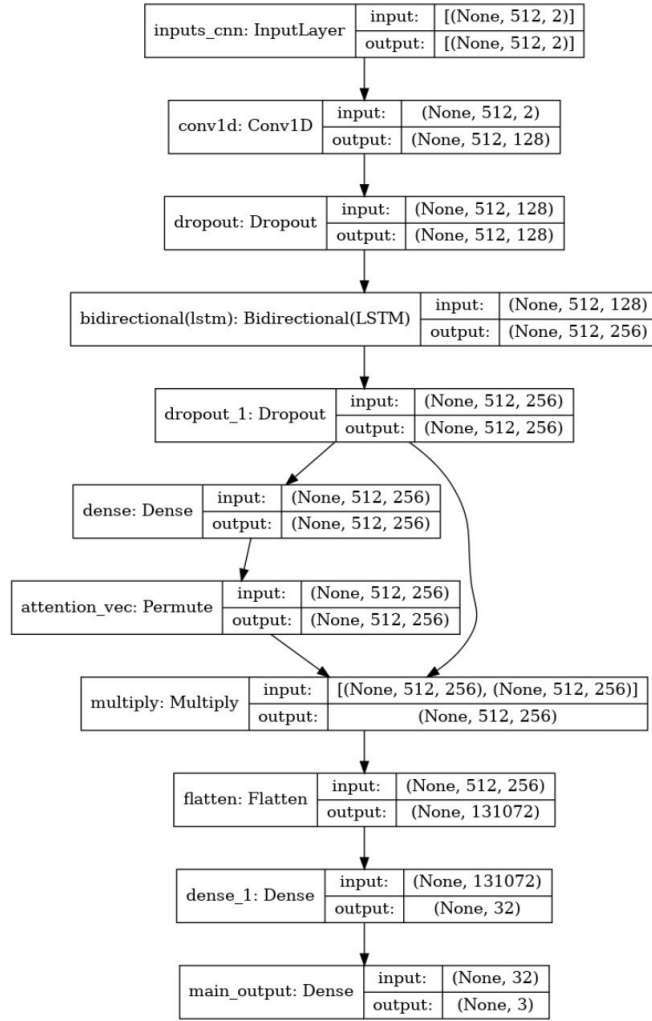 inputs_cnn: InputLayer input: [(None, 512, 2)]
output: [(None, 512, 2)]
conv1d: Conv1D input: (None, 512, 2)
output: (None, 512, 128)
dropout: Dropout input: (None, 512, 128)
output: (None, 512, 128)
bidirectional(lstm): Bidirectional(LSTM) input: (None, 512, 128)
output: (None, 512, 256)
dropout_1: Dropout input: (None, 512, 256)
output: (None, 512, 256)
dense: Dense input: (None, 512, 256)
output: (None, 512, 256)
attention_vec: Permute input: (None, 512, 256)
output: (None, 512, 256)
multiply: Multiply input: [(None, 512, 256), (None, 512, 256)]
output: (None, 512, 256)
flatten: Flatten input: (None, 512, 256)
output: (None, 131072)
dense_1: Dense input: (None, 131072)
output: (None, 32)
main_output: Dense input: (None, 32)
output: (None, 3)